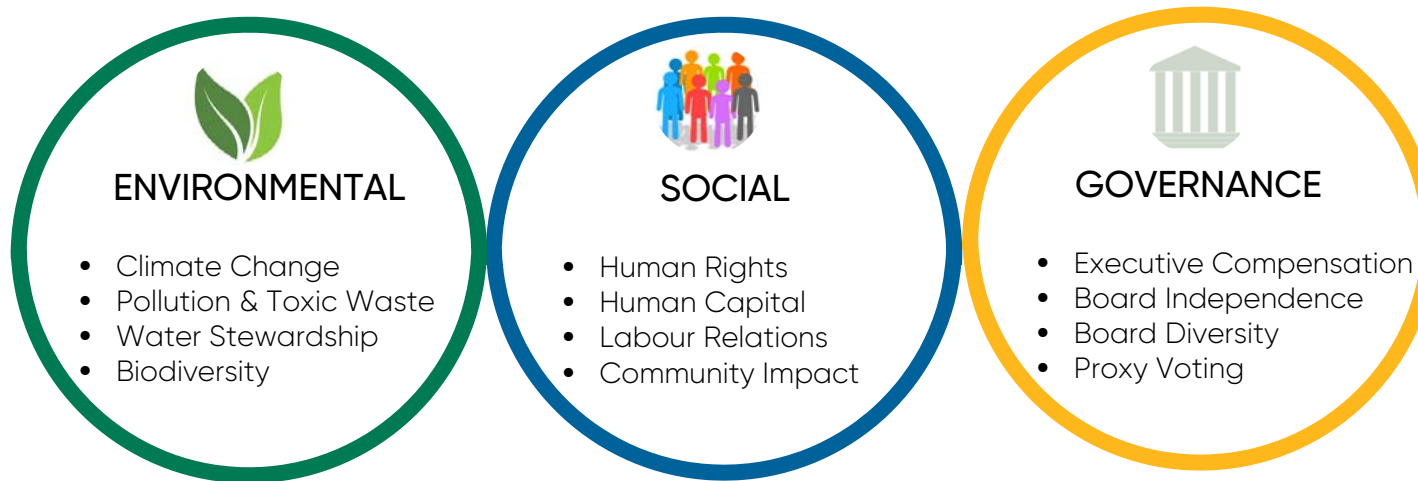 ENVIRONMENTAL
• Climate Change
• Pollution & Toxic Waste
• Water Stewardship
• Biodiversity
SOCIAL
• Human Rights
• Human Capital
• Labour Relations
• Community Impact
GOVERNANCE
• Executive Compensation
• Board Independence
• Board Diversity
• Proxy Voting